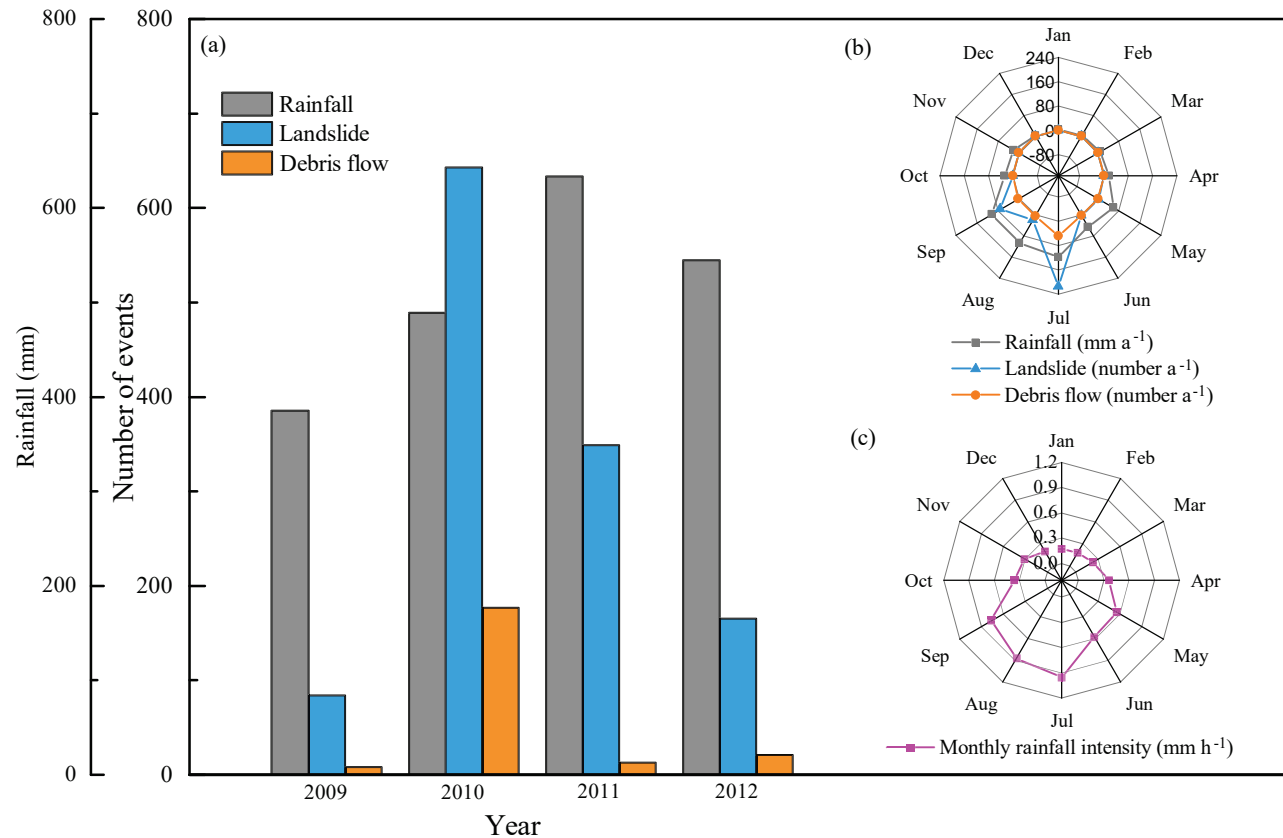 (a)
Rainfall
Landslide
Debris flow
800
600
400
200
0
Rainfall (mm)
800
600
400
200
0
Number of events
2009
2010
2011
2012
Year
(b)
Jan
Feb
Mar
Apr
May
Jun
Jul
Aug
Sep
Oct
Nov
Dec
240
160
80
0
-80
Rainfall (mm a⁻¹)
Landslide (number a⁻¹)
Debris flow (number a⁻¹)
(c)
Jan
Feb
Mar
Apr
May
Jun
Jul
Aug
Sep
Oct
Nov
Dec
1.2
0.9
0.6
0.3
0.0
Monthly rainfall intensity (mm h⁻¹)